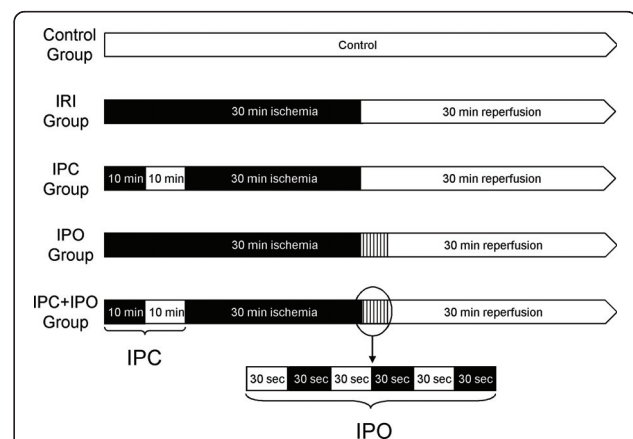 Control
Group
Control
IRI
Group
30 min ischemia
30 min reperfusion
IPC
Group
10 min
10 min
30 min ischemia
30 min reperfusion
IPO
Group
30 min ischemia
30 min reperfusion
IPC+IPO
Group
10 min
10 min
30 min ischemia
30 min reperfusion
IPC
30 sec
30 sec
30 sec
30 sec
30 sec
30 sec
IPO